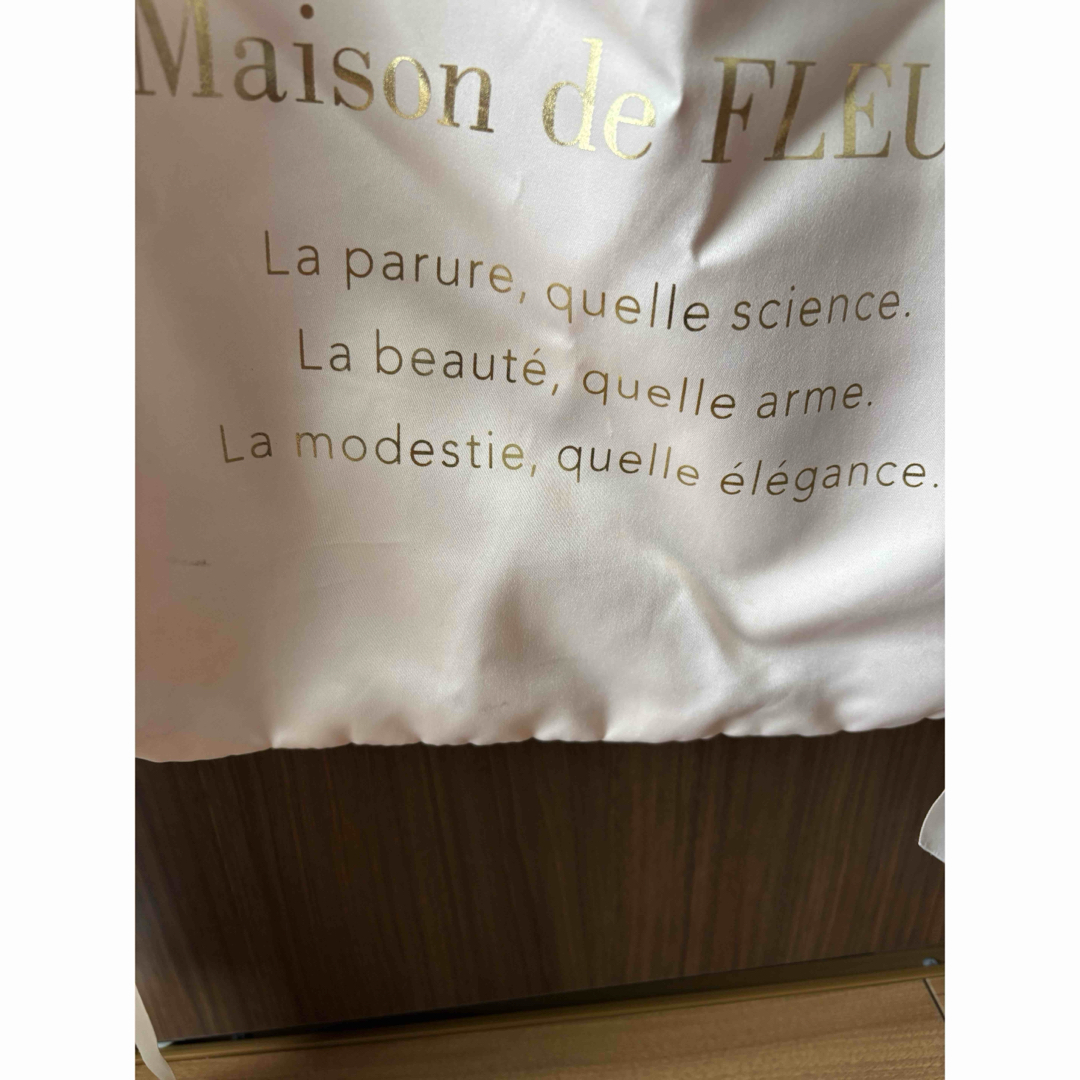 Maison de FLEU
La parure, quelle science.
La beauté, quelle arme.
La modestie, quelle élégance.